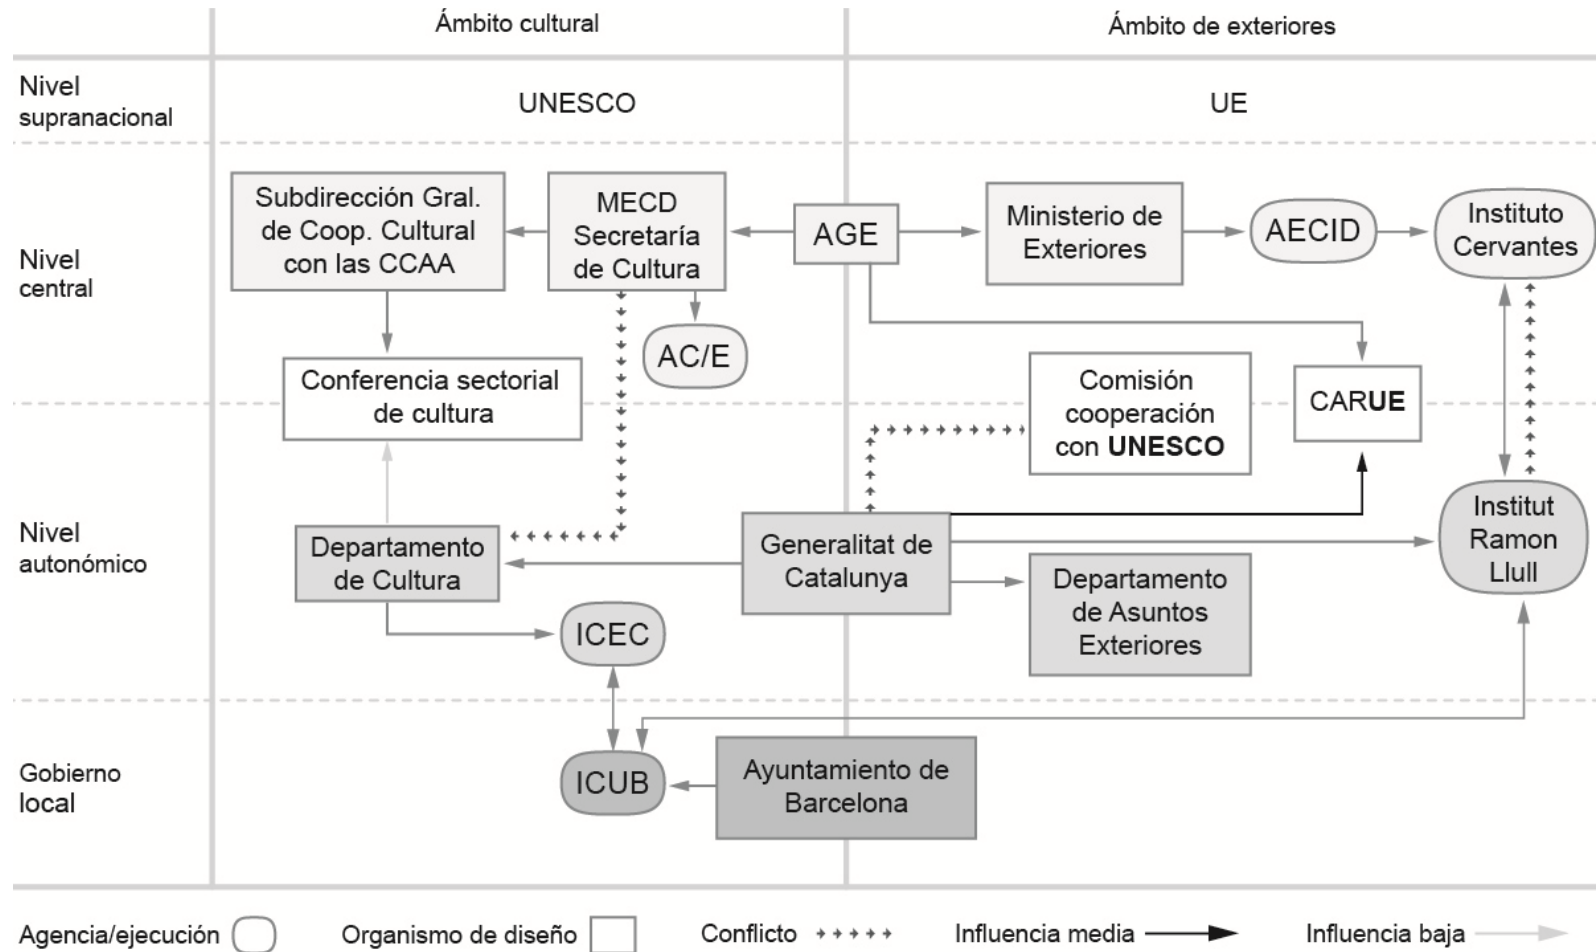 Ámbito cultural
Ámbito de exteriores
Nivel
supranacional
UNESCO
UE
Nivel
central
Subdirección Gral.
de Coop. Cultural
con las CCAA
MECD
Secretaría
de Cultura
AGE
Ministerio de
Exteriores
AECID
Instituto
Cervantes
AC/E
Conferencia sectorial
de cultura
Comisión
cooperación
con UNESCO
CARUE
Nivel
autonómico
Departamento
de Cultura
Generalitat de
Catalunya
Institut
Ramon
Llull
Departamento
de Asuntos
Exteriores
ICEC
Gobierno
local
ICUB
Ayuntamiento de
Barcelona
Agencia/ejecución
Organismo de diseño
Conflicto
Influencia media
Influencia baja